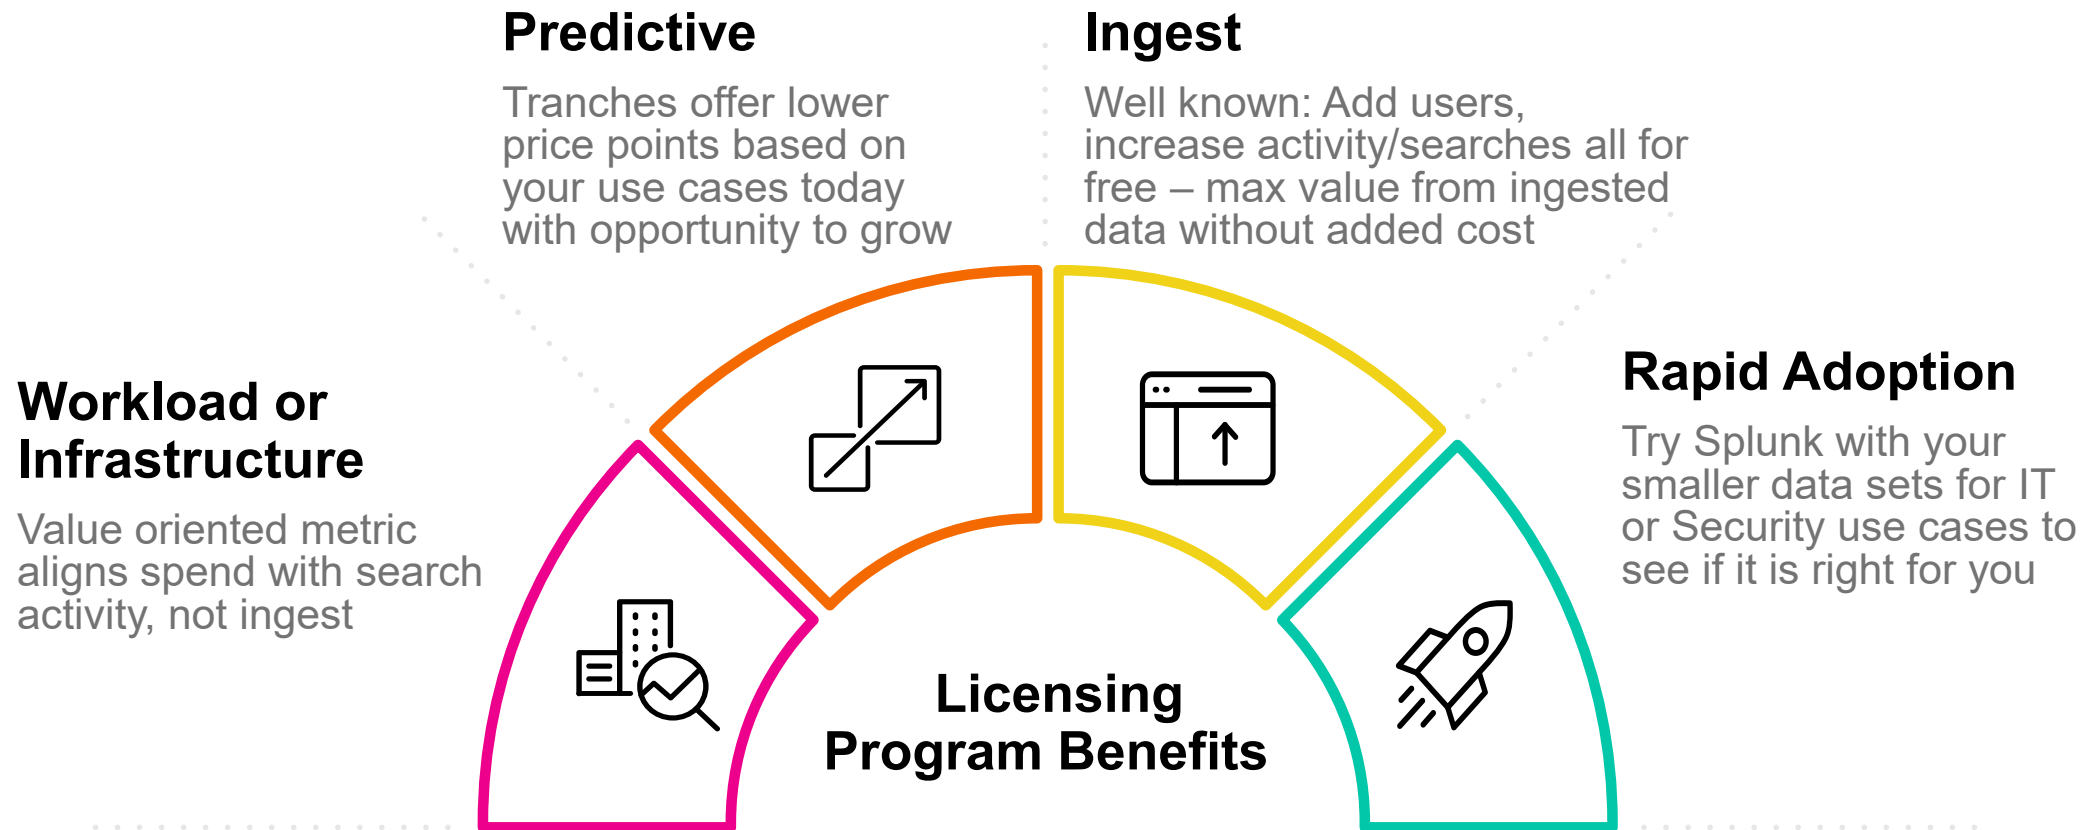 Predictive
Tranches offer lower
price points based on
your use cases today
with opportunity to grow
Ingest
Well known: Add users,
increase activity/searches all for
free – max value from ingested
data without added cost
Workload or
Infrastructure
Value oriented metric
aligns spend with search
activity, not ingest
Rapid Adoption
Try Splunk with your
smaller data sets for IT
or Security use cases to
see if it is right for you
Licensing
Program Benefits